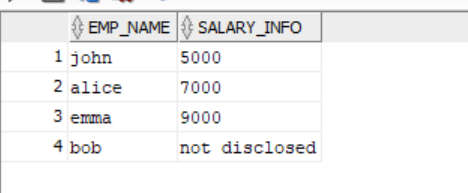 EMP_NAME SALARY_INFO
1 john 5000
2 alice 7000
3 emma 9000
4 bob not disclosed